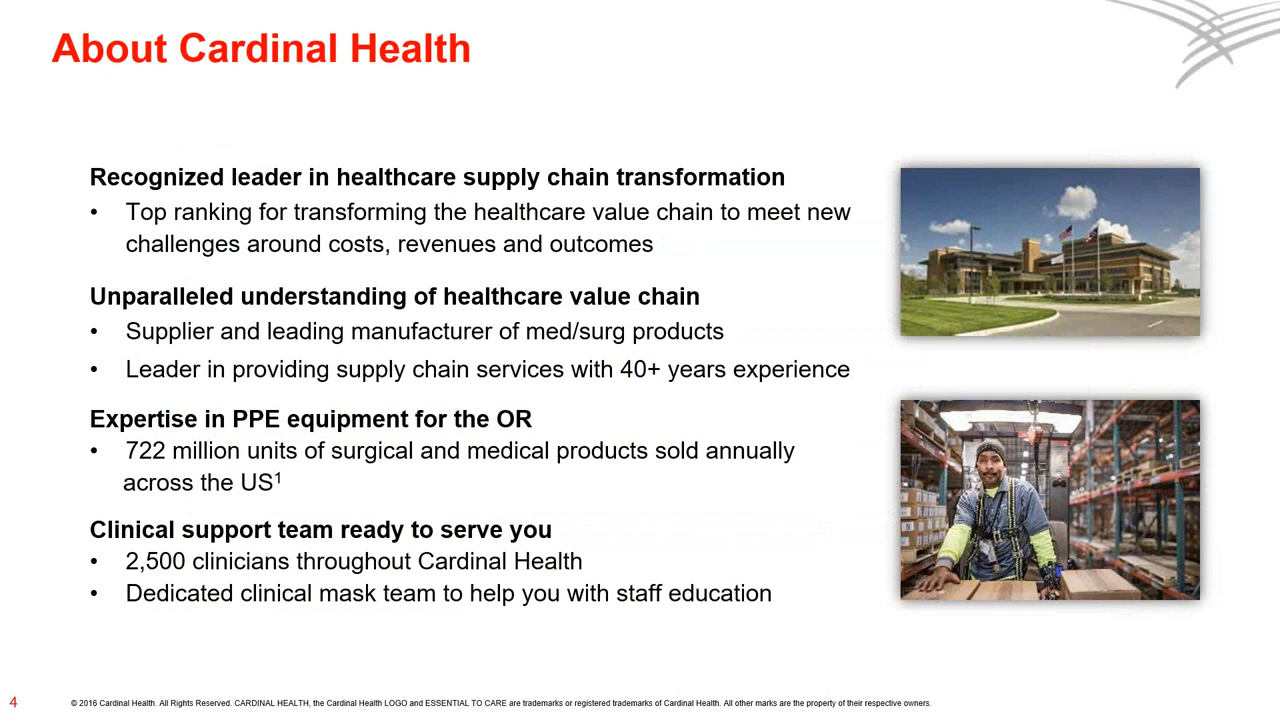 About Cardinal Health
Recognized leader in healthcare supply chain transformation
• Top ranking for transforming the healthcare value chain to meet new
challenges around costs, revenues and outcomes
Unparalleled understanding of healthcare value chain
• Supplier and leading manufacturer of med/surg products
• Leader in providing supply chain services with 40+ years experience
Expertise in PPE equipment for the OR
• 722 million units of surgical and medical products sold annually
across the US¹
Clinical support team ready to serve you
• 2,500 clinicians throughout Cardinal Health
• Dedicated clinical mask team to help you with staff education
4
© 2016 Cardinal Health. All Rights Reserved. CARDINAL HEALTH, the Cardinal Health LOGO and ESSENTIAL TO CARE are trademarks or registered trademarks of Cardinal Health. All other marks are the property of their respective owners.